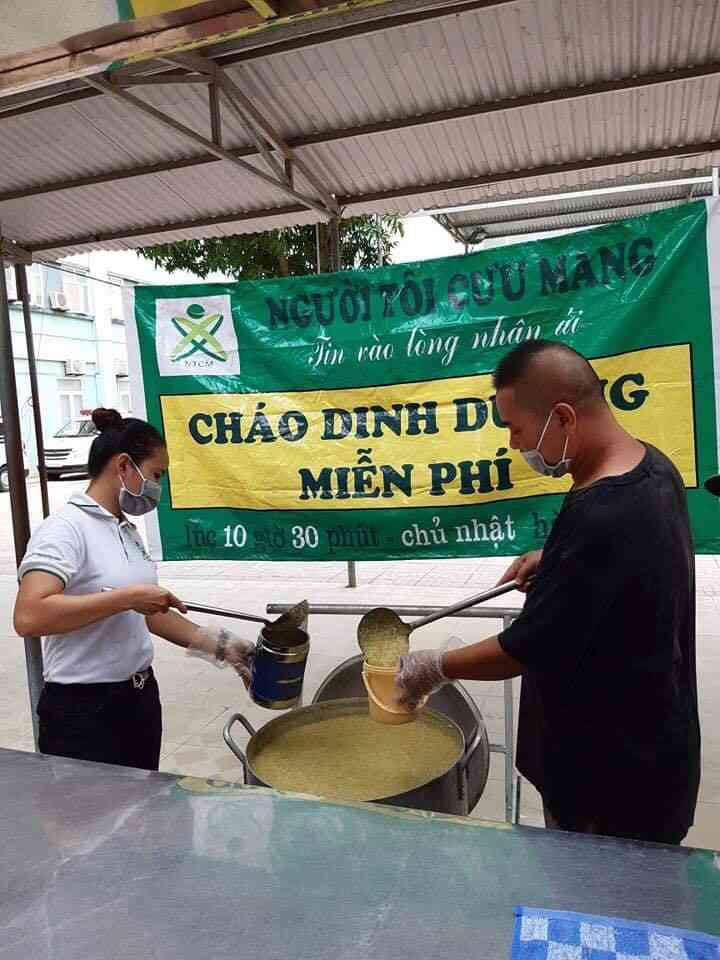 NGƯỜI TÔI CƯU MANG
NTCM
Tin vào lòng nhân ái
CHÁO DINH
MIỄN PHÍ
lúc 10 giờ 30 phút - chủ nhật